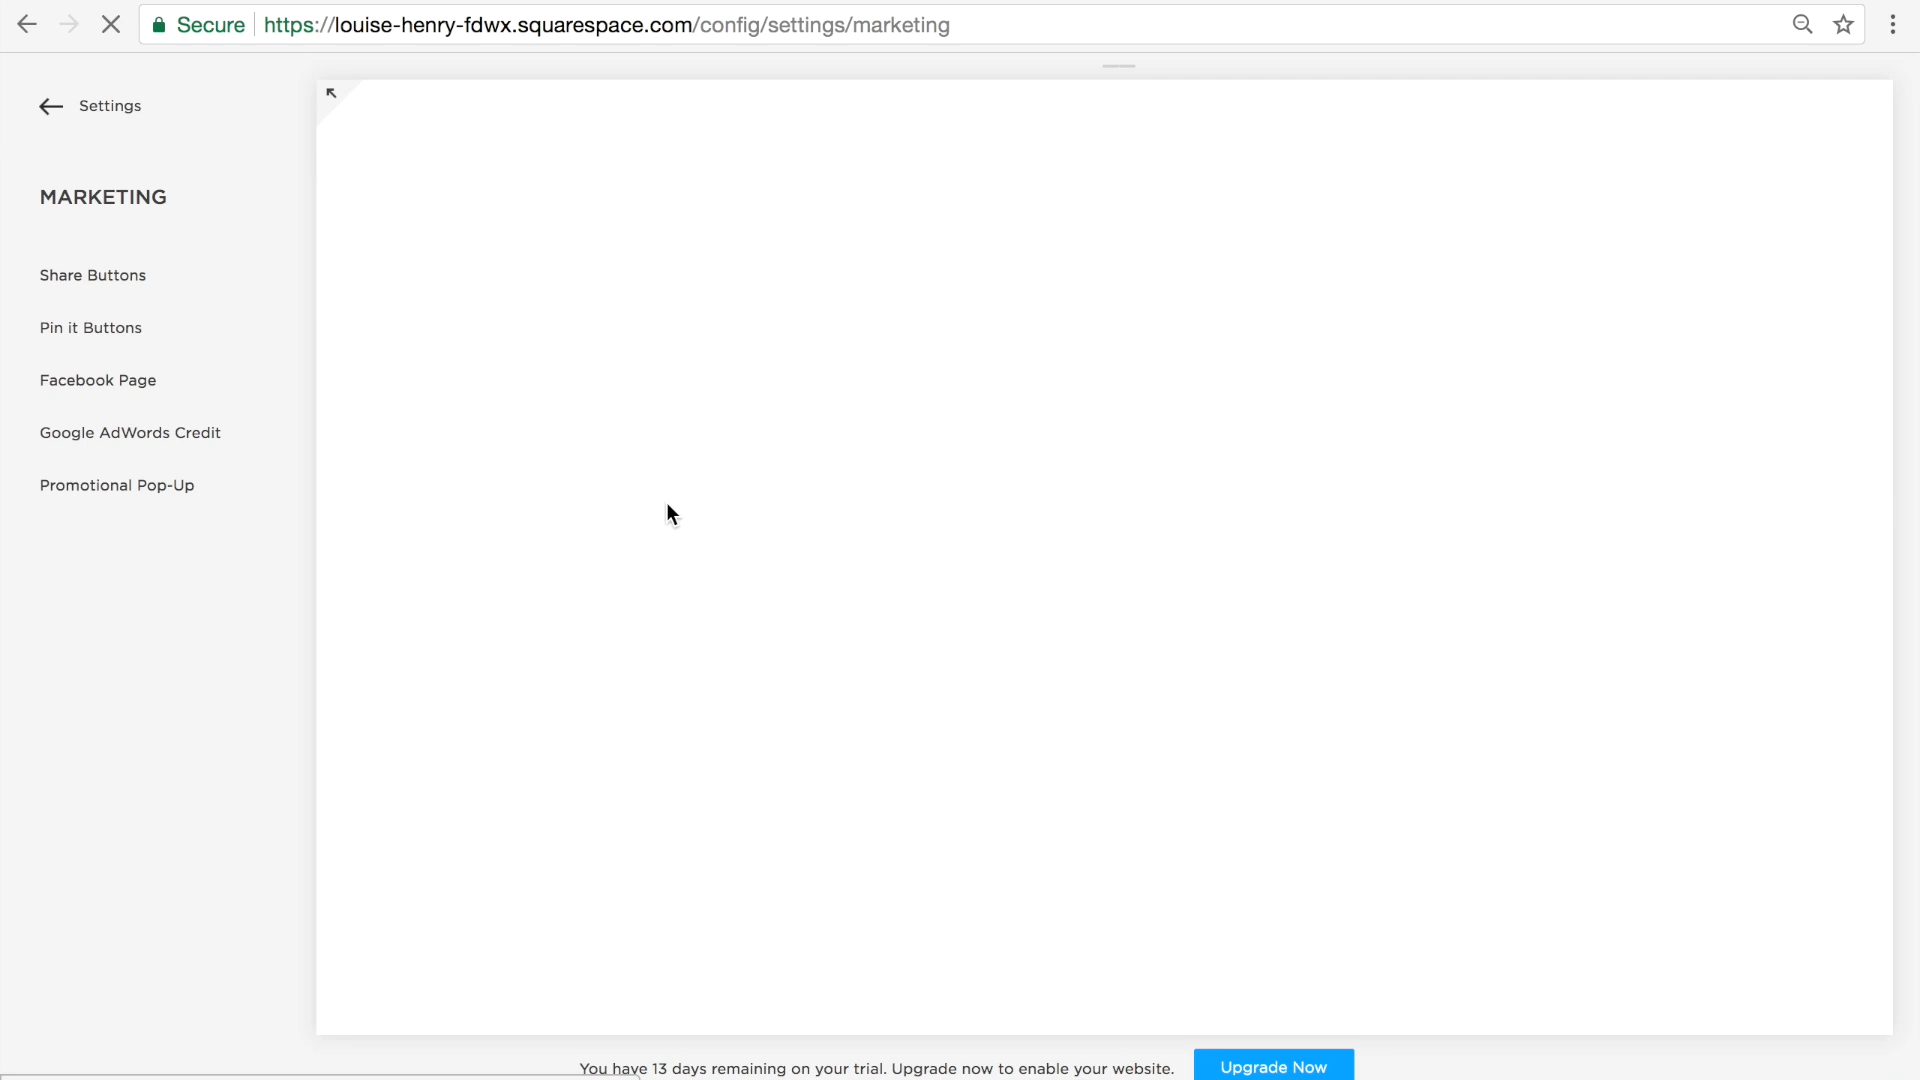 Secure https://louise-henry-fdwx.squarespace.com/config/settings/marketing
Settings
MARKETING
Share Buttons
Pin it Buttons
Facebook Page
Google AdWords Credit
Promotional Pop-Up
You have 13 days remaining on your trial. Upgrade now to enable your website. Upgrade Now